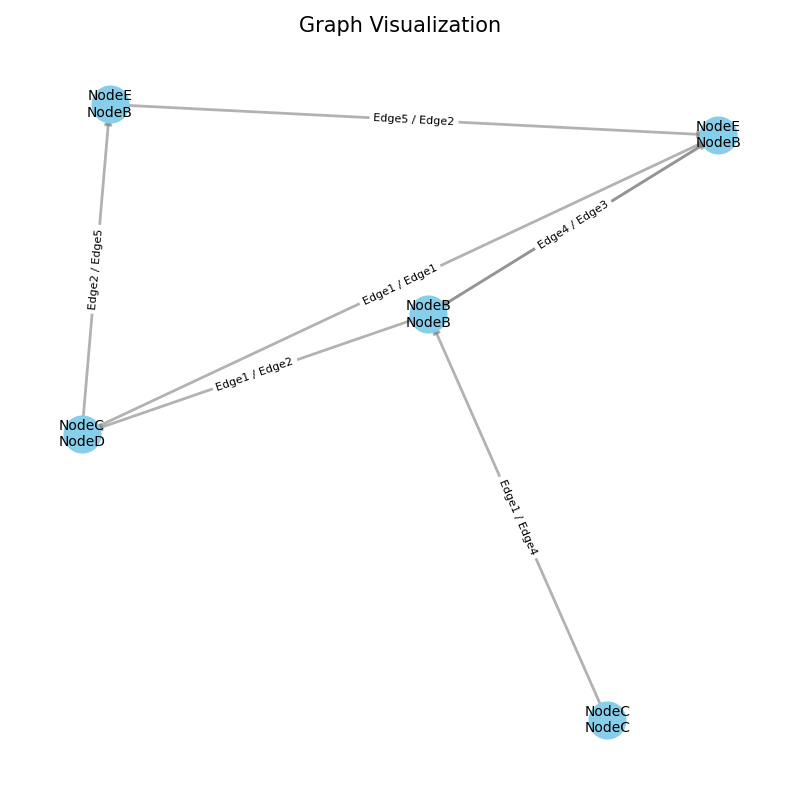 Graph Visualization
NodeE
NodeB
Edge5 / Edge2
NodeE
NodeB
Edge4 / Edge3
Edge2 / Edge5
Edge1 / Edge1
NodeB
NodeB
Edge1 / Edge2
NodeC
NodeD
Edge1 / Edge4
NodeC
NodeC